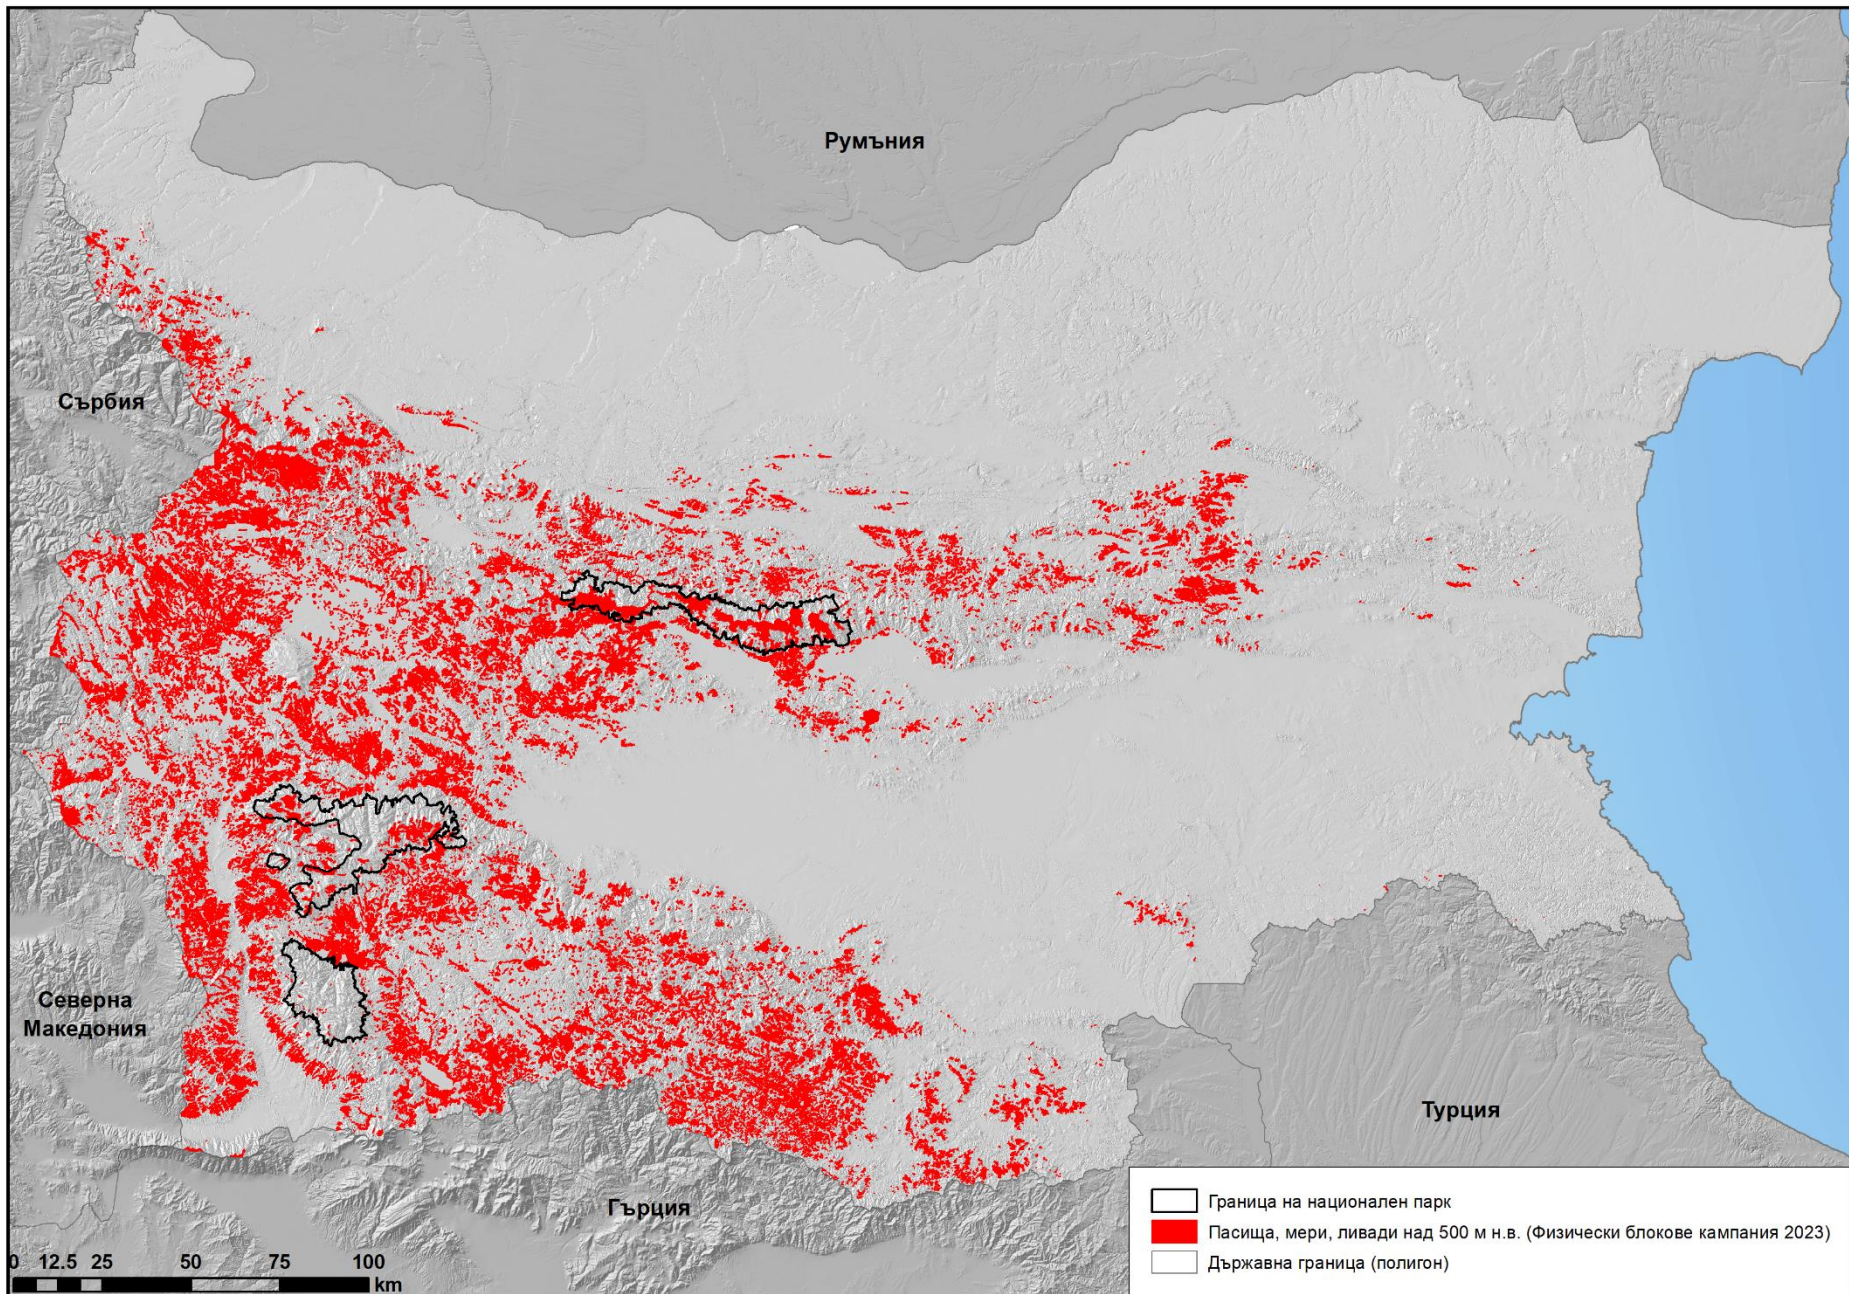 Румъния
Сърбия
Северна
Македония
Гърция
Турция
Граница на национален парк
Пасища, мери, ливади над 500 м н.в. (Физически блокове кампания 2023)
Държавна граница (полигон)
0 12.5 25 50 75 100
km